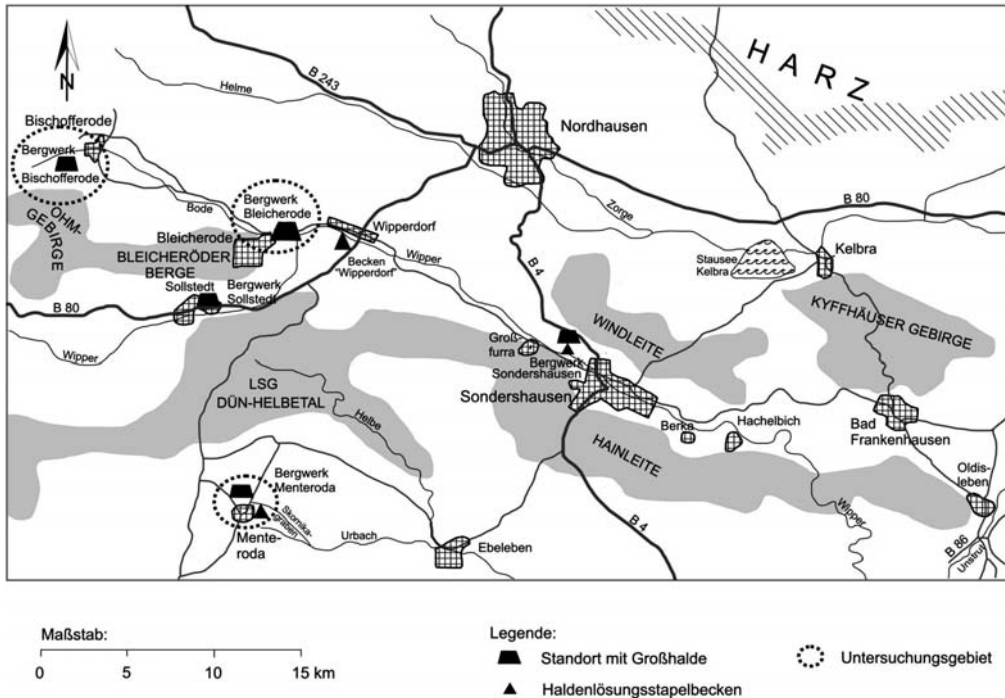 N
HARZ
B 243
Helme
Nordhausen
Bischofferode
Bergwerk
Bischofferode
ÖHM-
GEBIRGE
Bode
Bergwerk
Bleicherode
Bleicherode
BLEICHERÖDER
BERGE
Wipperdorf
Becken
"Wipperdorf"
Wipper
Zorge
B 80
Stausee
Kelbra
Kelbra
B 4
Bergwerk
Sollstedt
Sollstedt
B 80
Wipper
WINDLEITE
KYFFHÄUSER GEBIRGE
Groß-
furra
Bergwerk
Sondershausen
Sondershausen
LSG
DÜN-HELBETAL
Helbe
Berka
Hachelbich
Bad
Frankenhausen
HAINLEITE
Oldis-
leben
Wipper
Bergwerk
Menteroda
Skornika-
graben
Mente-
roda
Urbach
Ebeleben
B 4
B 86
Unstrut
Maßstab:
0 5 10 15 km
Legende:
Standort mit Großhalde
Untersuchungsgebiet
Haldenlösungsstapelbecken